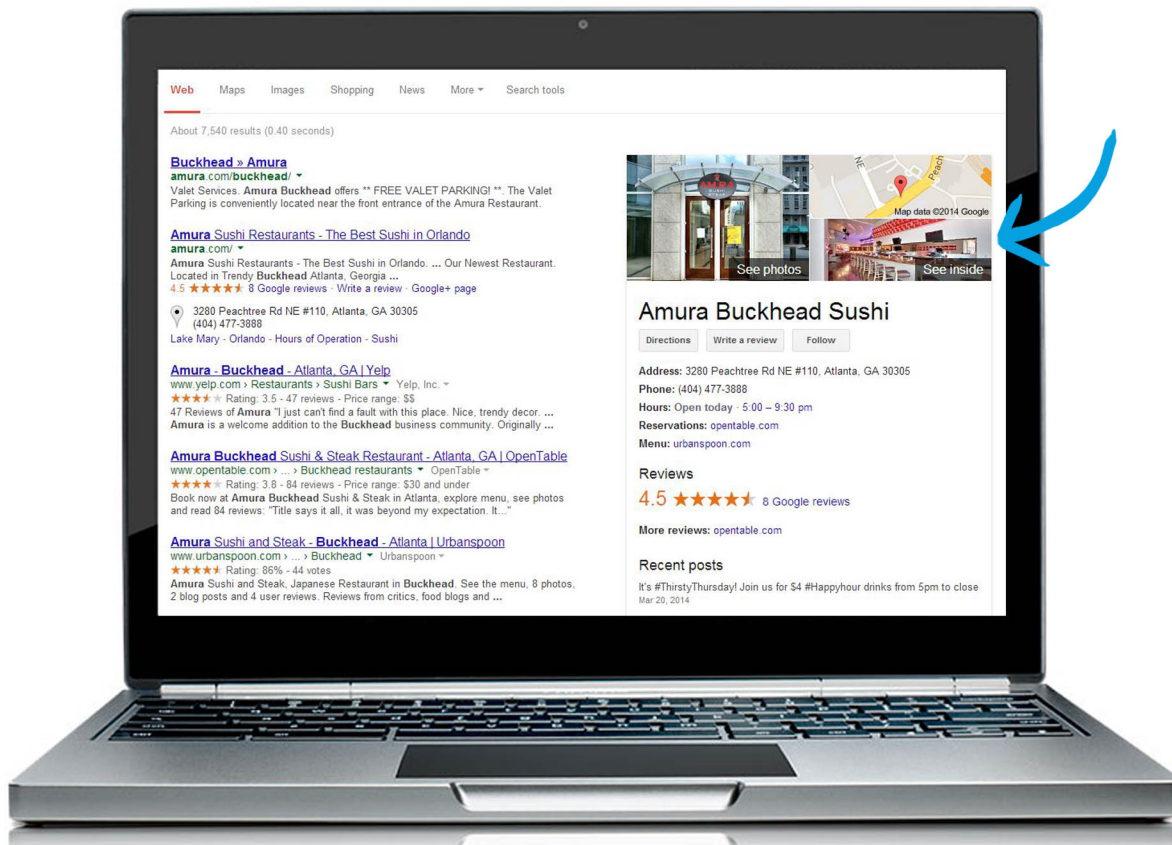 Web Maps Images Shopping News More Search tools
About 7,540 results (0.40 seconds)
Buckhead » Amura
amura.com/buckhead/
Valet Services. Amura Buckhead offers ** FREE VALET PARKING! **. The Valet
Parking is conveniently located near the front entrance of the Amura Restaurant.
Amura Sushi Restaurants - The Best Sushi in Orlando
amura.com/
Amura Sushi Restaurants - The Best Sushi in Orlando. ... Our Newest Restaurant.
Located in Trendy Buckhead Atlanta, Georgia ...
4.5 8 Google reviews · Write a review · Google+ page
3280 Peachtree Rd NE #110, Atlanta, GA 30305
(404) 477-3888
Lake Mary - Orlando - Hours of Operation - Sushi
Amura - Buckhead - Atlanta, GA | Yelp
www.yelp.com › Restaurants › Sushi Bars Yelp, Inc.
Rating: 3.5 - 47 reviews - Price range: $$
47 Reviews of Amura "I just can't find a fault with this place. Nice, trendy decor. ...
Amura is a welcome addition to the Buckhead business community. Originally ...
Amura Buckhead Sushi & Steak Restaurant - Atlanta, GA | OpenTable
www.opentable.com › ... › Buckhead restaurants OpenTable
Rating: 3.8 - 84 reviews - Price range: $30 and under
Book now at Amura Buckhead Sushi & Steak in Atlanta, explore menu, see photos
and read 84 reviews: "Title says it all, it was beyond my expectation. It..."
Amura Sushi and Steak - Buckhead - Atlanta | Urbanspoon
www.urbanspoon.com › ... › Buckhead Urbanspoon
Rating: 86% - 44 votes
Amura Sushi and Steak, Japanese Restaurant in Buckhead. See the menu, 8 photos,
2 blog posts and 4 user reviews. Reviews from critics, food blogs and ...
AMURA
SUSHI
STEAK
See photos
NE
Peach
Map data ©2014 Google
See inside
Amura Buckhead Sushi
Directions Write a review Follow
Address: 3280 Peachtree Rd NE #110, Atlanta, GA 30305
Phone: (404) 477-3888
Hours: Open today · 5:00 – 9:30 pm
Reservations: opentable.com
Menu: urbanspoon.com
Reviews
4.5 8 Google reviews
More reviews: opentable.com
Recent posts
It's #ThirstyThursday! Join us for $4 #Happyhour drinks from 5pm to close
Mar 20, 2014